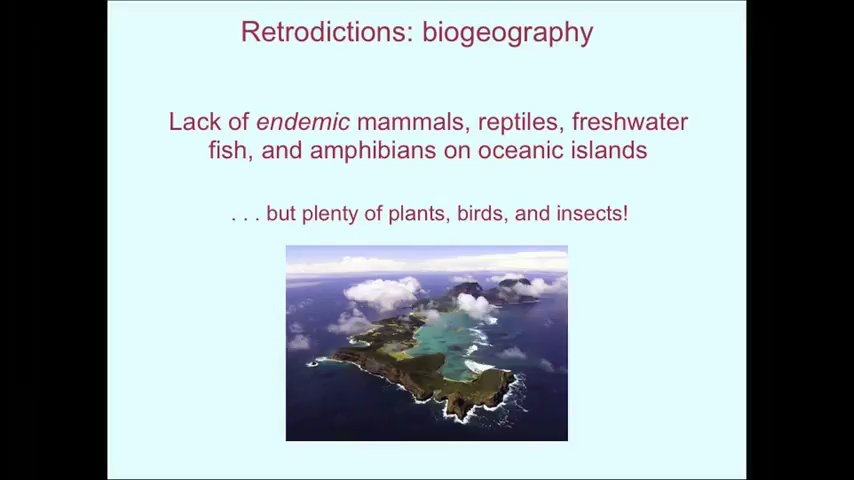 Retrodictions: biogeography
Lack of endemic mammals, reptiles, freshwater
fish, and amphibians on oceanic islands
. . . but plenty of plants, birds, and insects!